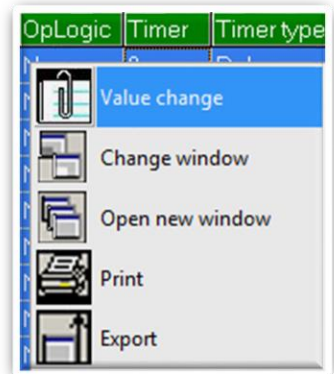 OpLogic Timer Timer type
Value change
Change window
Open new window
Print
Export